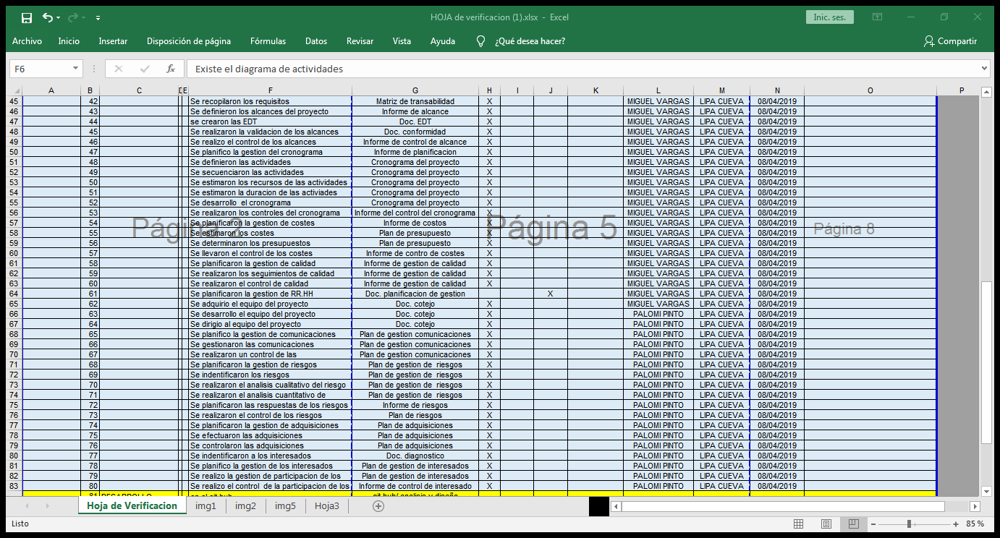 HOJA de verificacion (1).xlsx - Excel
Inic. ses.
Archivo Inicio Insertar Disposición de página Fórmulas Datos Revisar Vista Ayuda ¿Qué desea hacer? Compartir
F6 fx Existe el diagrama de actividades
A B C D E F G H I J K L M N O P
45 42 Se recopilaron los requisitos Matriz de transabilidad X MIGUEL VARGAS LIPA CUEVA 08/04/2019
46 43 Se definieron los alcances del proyecto Informe de alcance X MIGUEL VARGAS LIPA CUEVA 08/04/2019
47 44 se crearon las EDT Doc. EDT X MIGUEL VARGAS LIPA CUEVA 08/04/2019
48 45 Se realizaron la validacion de los alcances Doc. conformidad X MIGUEL VARGAS LIPA CUEVA 08/04/2019
49 46 Se realizo el control de los alcances Informe de control de alcance X MIGUEL VARGAS LIPA CUEVA 08/04/2019
50 47 Se planifico la gestion del cronograma Informe de planificacion X MIGUEL VARGAS LIPA CUEVA 08/04/2019
51 48 Se definieron las actividades Cronograma del proyecto X MIGUEL VARGAS LIPA CUEVA 08/04/2019
52 49 Se secuenciaron las actividades Cronograma del proyecto X MIGUEL VARGAS LIPA CUEVA 08/04/2019
53 50 Se estimaron los recursos de las actividades Cronograma del proyecto X MIGUEL VARGAS LIPA CUEVA 08/04/2019
54 51 Se estimaron la duracion de las activiades Cronograma del proyecto X MIGUEL VARGAS LIPA CUEVA 08/04/2019
55 52 Se desarrollo el cronograma Cronograma del proyecto X MIGUEL VARGAS LIPA CUEVA 08/04/2019
56 53 Se realizaron los controles del cronograma Informe del control del cronograma X MIGUEL VARGAS LIPA CUEVA 08/04/2019
57 54 Se planificaron la gestion de costes Informe de costos X MIGUEL VARGAS LIPA CUEVA 08/04/2019
Página 2 Página 5 Página 8
58 55 Se estimaron los costes Plan de presupuesto X MIGUEL VARGAS LIPA CUEVA 08/04/2019
59 56 Se determinaron los presupuestos Plan de presupuesto X MIGUEL VARGAS LIPA CUEVA 08/04/2019
60 57 Se llevaron el control de los costes Informe de contro de costes X MIGUEL VARGAS LIPA CUEVA 08/04/2019
61 58 Se planificaron la gestion de calidad Informe de gestion de calidad X MIGUEL VARGAS LIPA CUEVA 08/04/2019
62 59 Se realizaron los seguimientos de calidad Informe de gestion de calidad X MIGUEL VARGAS LIPA CUEVA 08/04/2019
63 60 Se realizaron el control de calidad Informe de gestion de calidad X MIGUEL VARGAS LIPA CUEVA 08/04/2019
64 61 Se planificaron la gestion de RR.HH Doc. planificacion de gestion X MIGUEL VARGAS LIPA CUEVA 08/04/2019
65 62 Se adquirio el equipo del proyecto Doc. cotejo X MIGUEL VARGAS LIPA CUEVA 08/04/2019
66 63 Se desarrollo el equipo del proyecto Doc. cotejo X PALOMI PINTO LIPA CUEVA 08/04/2019
67 64 Se dirigio al equipo del proyecto Doc. cotejo X PALOMI PINTO LIPA CUEVA 08/04/2019
68 65 Se planifico la gestion de comunicaciones Plan de gestion comunicaciones X PALOMI PINTO LIPA CUEVA 08/04/2019
69 66 Se gestionaron las comunicaciones Plan de gestion comunicaciones X PALOMI PINTO LIPA CUEVA 08/04/2019
70 67 Se realizaron un control de las Plan de gestion comunicaciones X PALOMI PINTO LIPA CUEVA 08/04/2019
71 68 Se planificaron la gestion de riesgos Plan de gestion de riesgos X PALOMI PINTO LIPA CUEVA 08/04/2019
72 69 Se indentificaron los riesgos Plan de gestion de riesgos X PALOMI PINTO LIPA CUEVA 08/04/2019
73 70 Se realizaron el analisis cualitativo del riesgo Plan de gestion de riesgos X PALOMI PINTO LIPA CUEVA 08/04/2019
74 71 Se realizaron el analisis cuantitativo de Plan de gestion de riesgos X PALOMI PINTO LIPA CUEVA 08/04/2019
75 72 Se planificaron las respuestas de los riesgos Informe de riesgos X PALOMI PINTO LIPA CUEVA 08/04/2019
76 73 Se realizaron el control de los riesgos Plan de riesgos X PALOMI PINTO LIPA CUEVA 08/04/2019
77 74 Se planificaron la gestion de adquisiciones Plan de adquisiciones X PALOMI PINTO LIPA CUEVA 08/04/2019
78 75 Se efectuaron las adquisiciones Plan de adquisiciones X PALOMI PINTO LIPA CUEVA 08/04/2019
79 76 Se controlaron las adquisiciones Plan de adquisiciones X PALOMI PINTO LIPA CUEVA 08/04/2019
80 77 Se indentificaron a los interesados Doc. diagnostico X PALOMI PINTO LIPA CUEVA 08/04/2019
81 78 Se planifico la gestion de los interesados Plan de gestion de interesados X PALOMI PINTO LIPA CUEVA 08/04/2019
82 79 Se realizo la gestion de participacion de los Plan de gestion de interesados X PALOMI PINTO LIPA CUEVA 08/04/2019
83 80 Se realizo el control de la participacion de los Informe de control de interesado X PALOMI PINTO LIPA CUEVA 08/04/2019
81 DESARROLLO en el git hub git hub/ analisis y diseño
Hoja de Verificacion img1 img2 img5 Hoja3
Listo 85 %